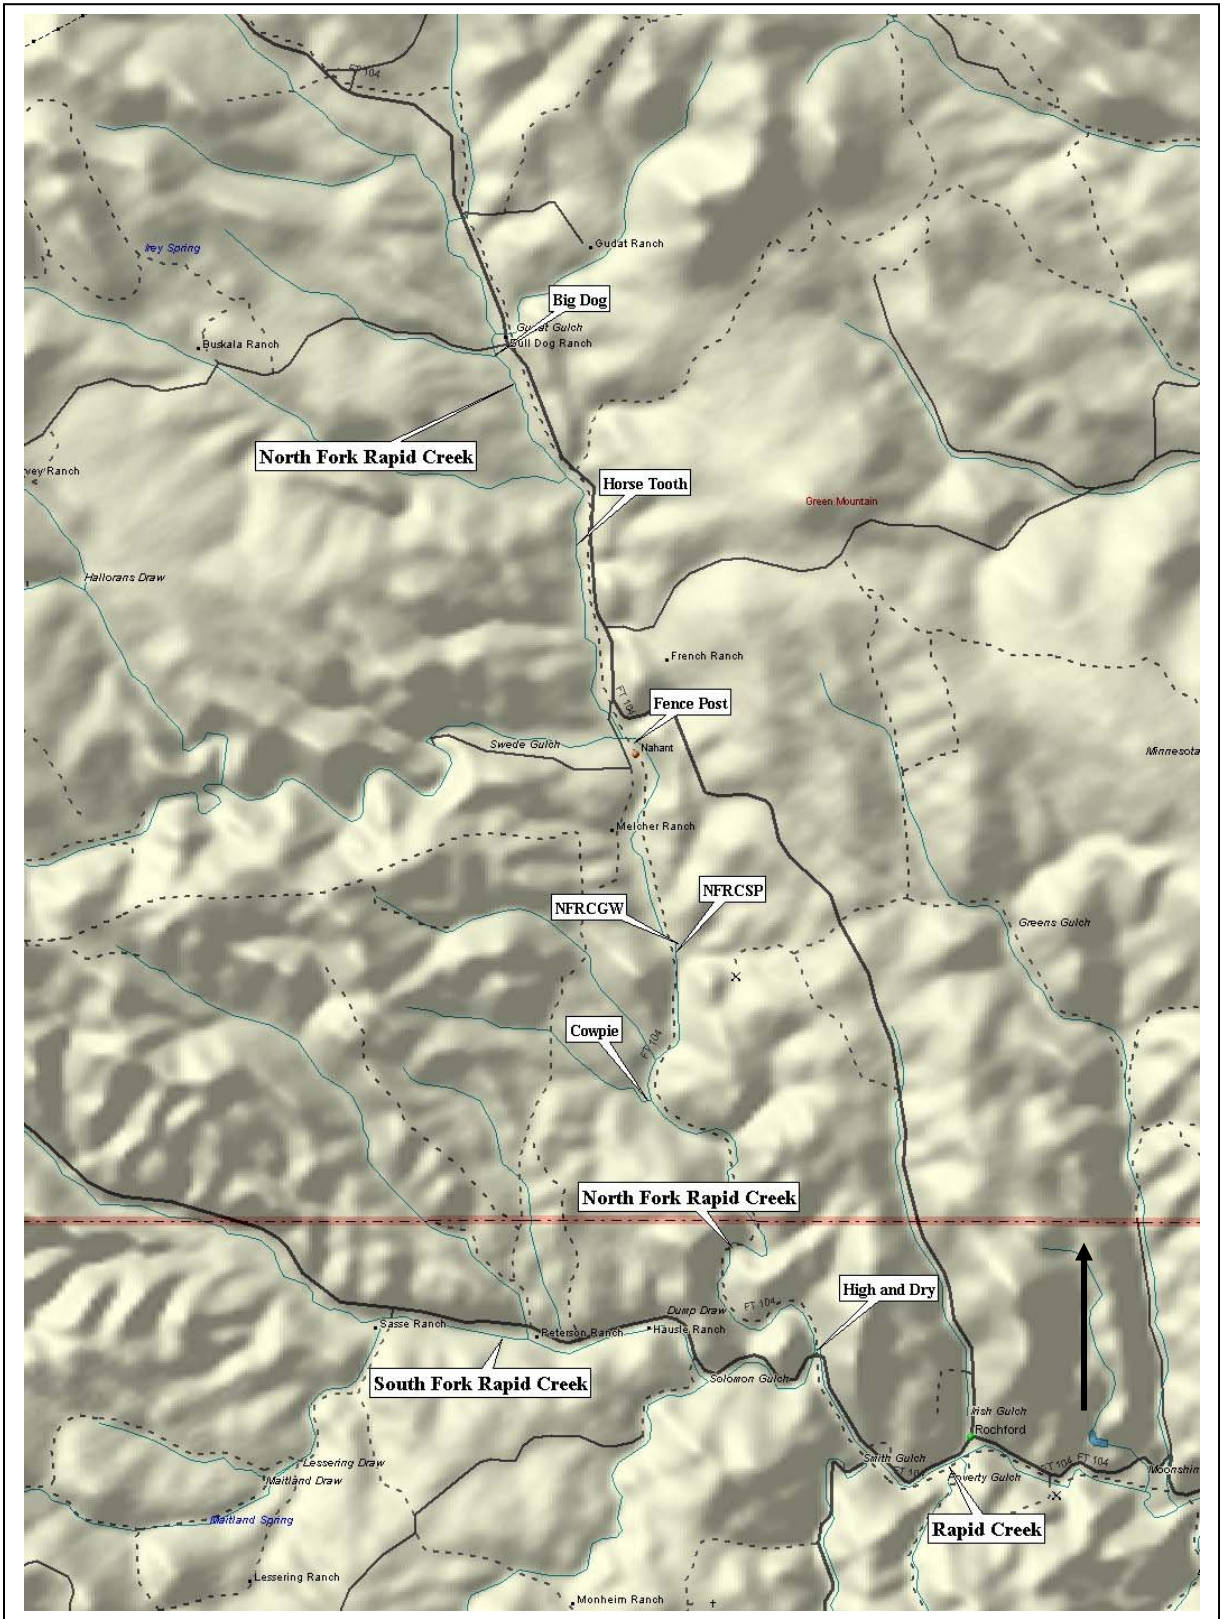 FT 104
Irey Spring
Gudat Ranch
Big Dog
Gudat Gulch
Bull Dog Ranch
Buskala Ranch
North Fork Rapid Creek
vey Ranch
Horse Tooth
Green Mountain
Hallorans Draw
French Ranch
FT 104
Fence Post
Swede Gulch
Nahant
Minnesota
Melcher Ranch
NFRCSP
NFRCGW
Greens Gulch
Cowpie
FT 104
North Fork Rapid Creek
High and Dry
FT 104
Dump Draw
Sasse Ranch
Peterson Ranch
Hausle Ranch
South Fork Rapid Creek
Solomon Gulch
Irish Gulch
Rochford
Lessering Draw
Smith Gulch
FT 104
FT 104
FT 104
Moonshin
Maitland Draw
Poverty Gulch
Maitland Spring
Rapid Creek
Lessering Ranch
Monheim Ranch